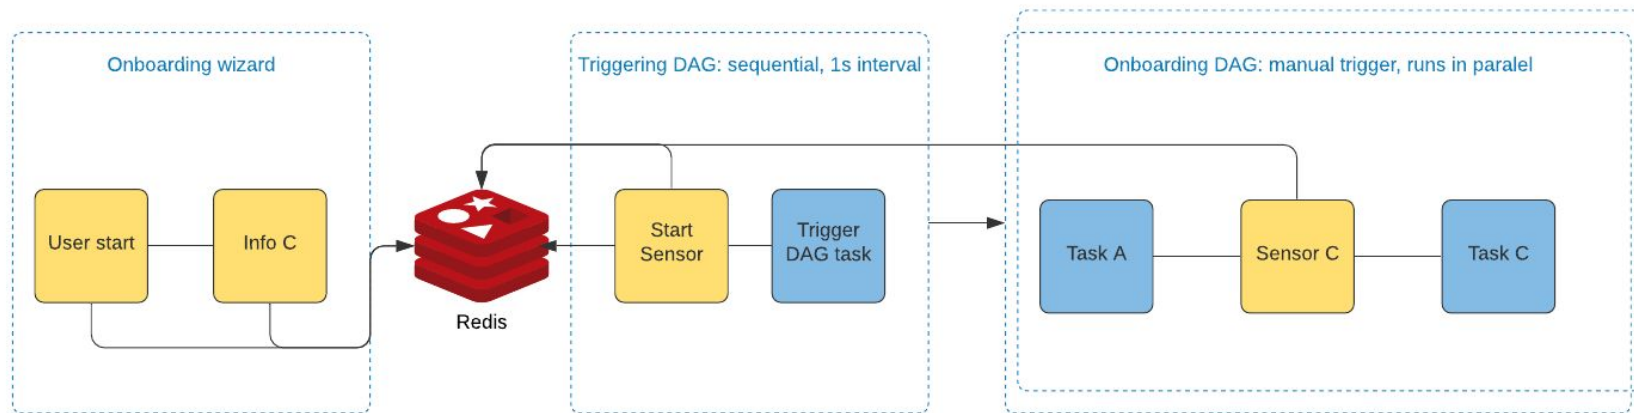 Onboarding wizard
Triggering DAG: sequential, 1s interval
Onboarding DAG: manual trigger, runs in paralel
User start
Info C
Redis
Start
Sensor
Trigger
DAG task
Task A
Sensor C
Task C